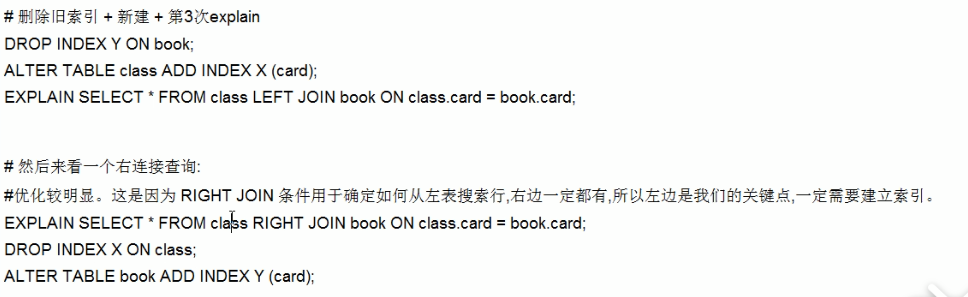 # 删除旧索引 + 新建 + 第3次explain
DROP INDEX Y ON book;
ALTER TABLE class ADD INDEX X (card);
EXPLAIN SELECT * FROM class LEFT JOIN book ON class.card = book.card;
# 然后来看一个右连接查询:
#优化较明显。这是因为 RIGHT JOIN 条件用于确定如何从左表搜索行,右边一定都有,所以左边是我们的关键点,一定需要建立索引。
EXPLAIN SELECT * FROM class RIGHT JOIN book ON class.card = book.card;
DROP INDEX X ON class;
ALTER TABLE book ADD INDEX Y (card);